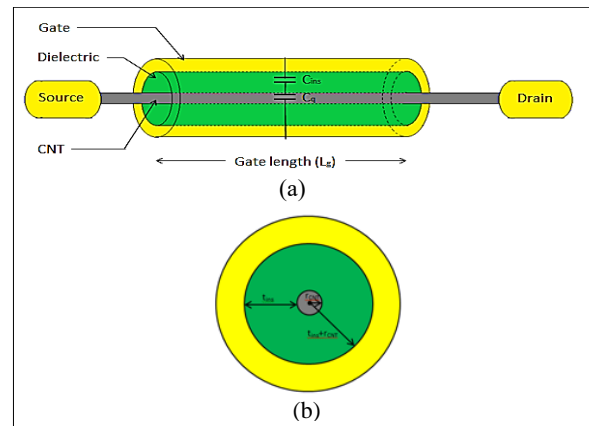 Gate
Dielectric
Cins
Cq
Source
Drain
CNT
Gate length (Lg)
(a)
tins
rCNT
tins+rCNT
(b)